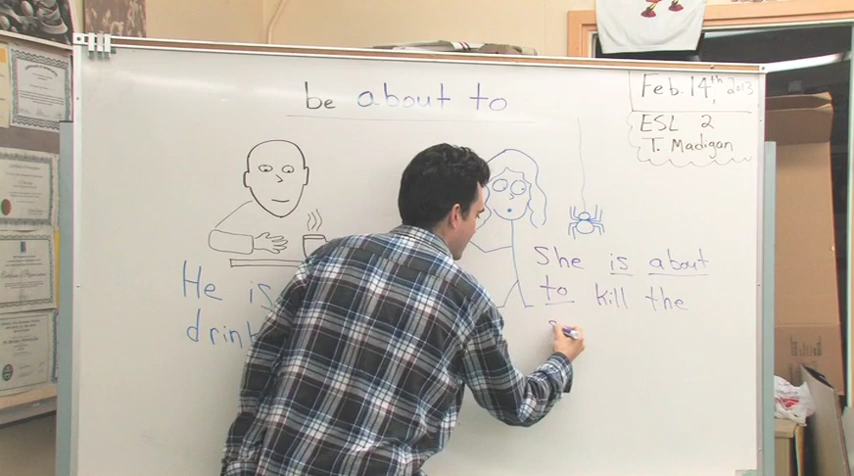 be about to
Feb. 14th, 2013
ESL 2
T. Madigan
He is
drink
She is about
to kill the
s